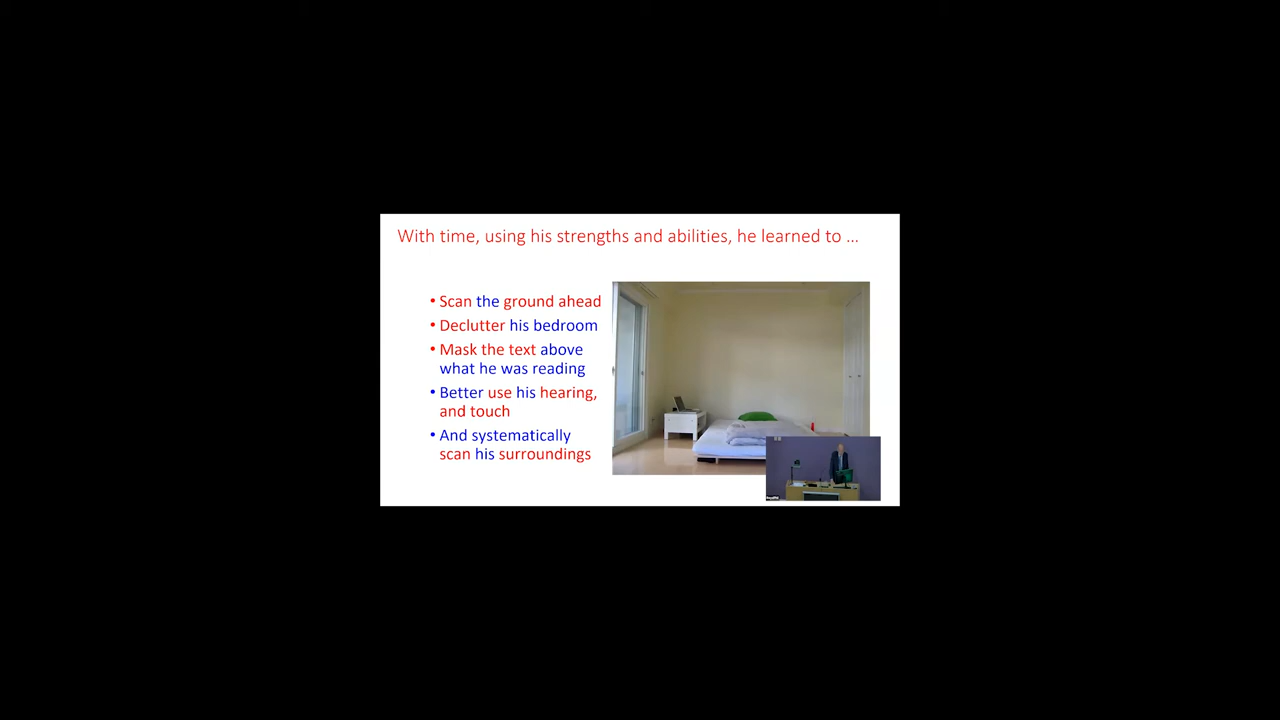 With time, using his strengths and abilities, he learned to ...
• Scan the ground ahead
• Declutter his bedroom
• Mask the text above
what he was reading
• Better use his hearing,
and touch
• And systematically
scan his surroundings